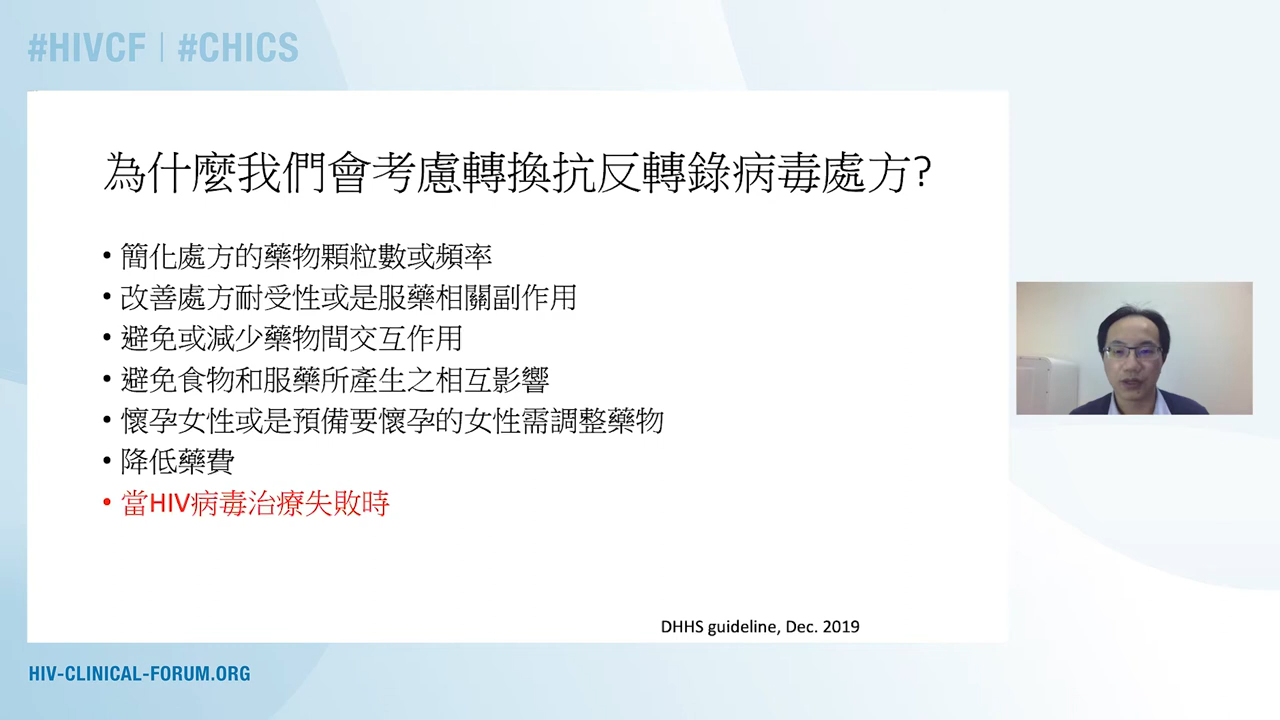 #HIVCF | #CHICS
為什麼我們會考慮轉換抗反轉錄病毒處方?
• 簡化處方的藥物顆粒數或頻率
• 改善處方耐受性或是服藥相關副作用
• 避免或減少藥物間交互作用
• 避免食物和服藥所產生之相互影響
• 懷孕女性或是預備要懷孕的女性需調整藥物
• 降低藥費
• 當HIV病毒治療失敗時
DHHS guideline, Dec. 2019
HIV-CLINICAL-FORUM.ORG